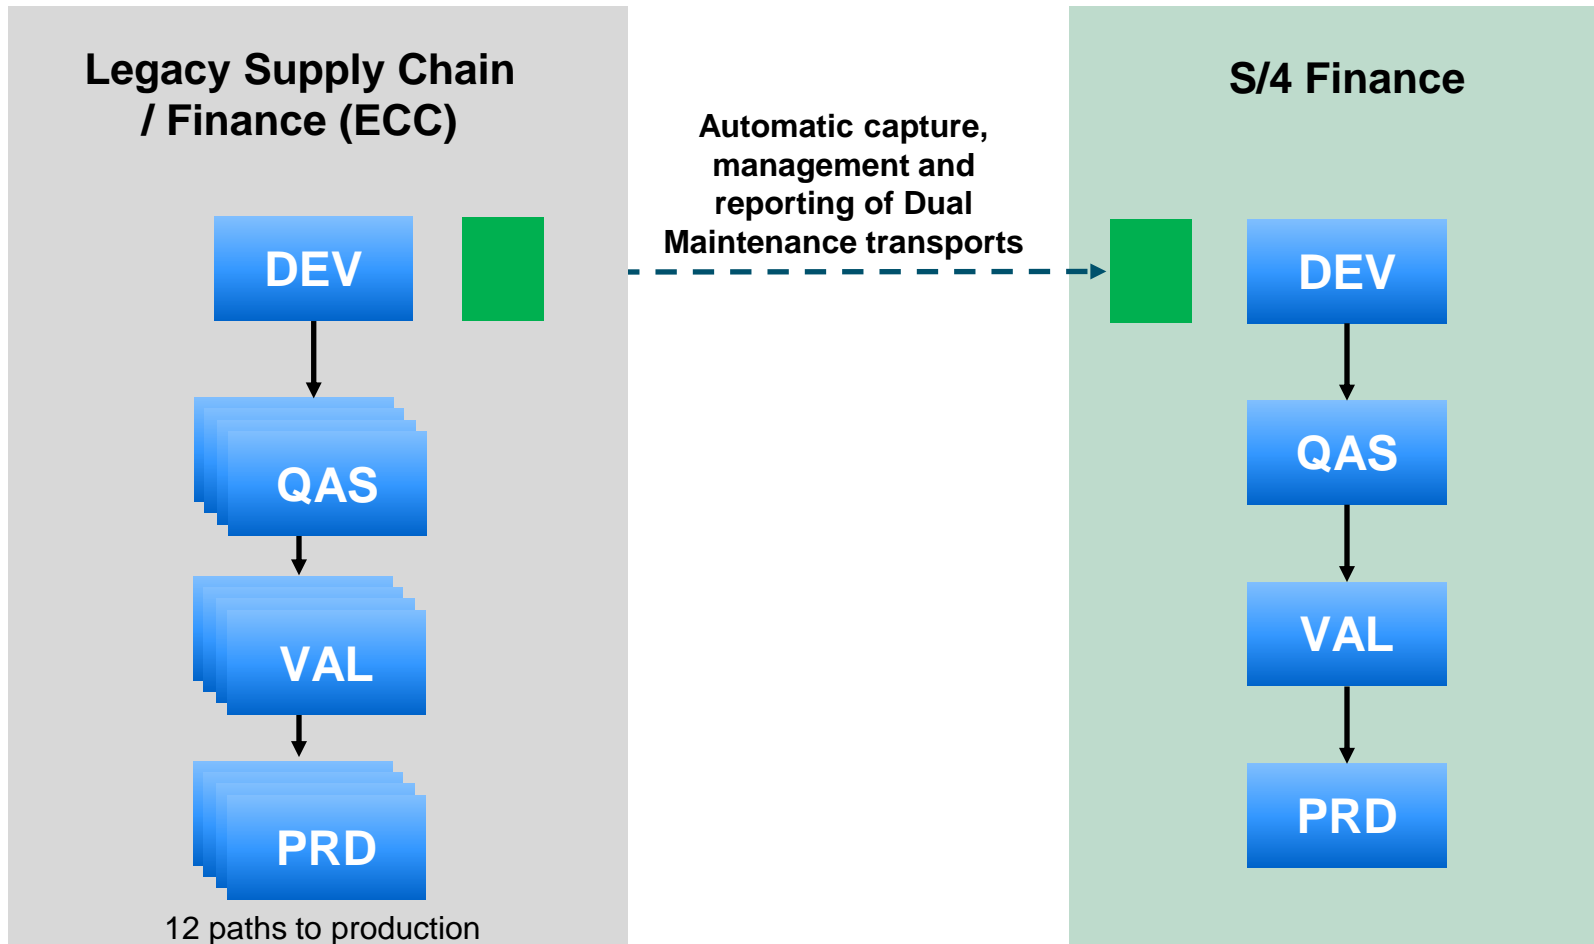 Legacy Supply Chain
/ Finance (ECC)
DEV
QAS
VAL
PRD
12 paths to production
Automatic capture,
management and
reporting of Dual
Maintenance transports
S/4 Finance
DEV
QAS
VAL
PRD